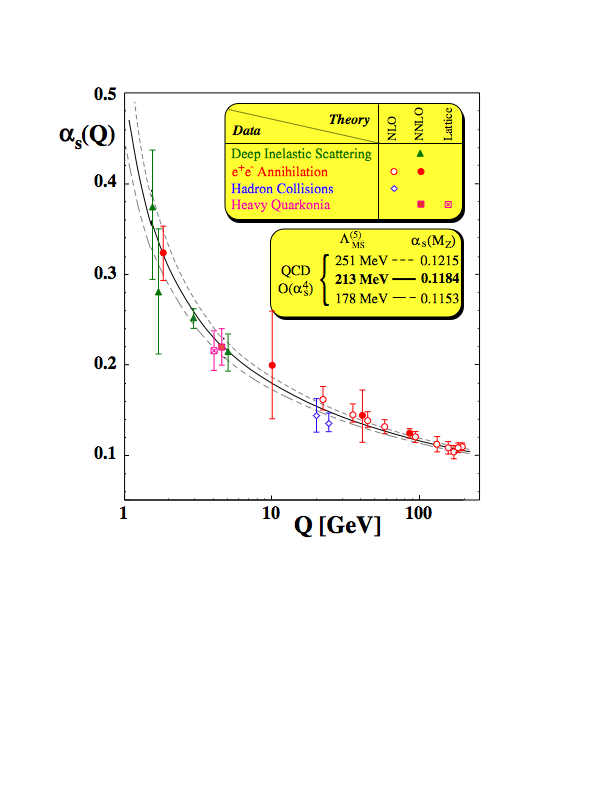 0.5
0.4
0.3
0.2
0.1
αs(Q)
Theory
Data
NLO
NNLO
Lattice
Deep Inelastic Scattering
e+e- Annihilation
Hadron Collisions
Heavy Quarkonia
Λ(5)MS αs(MZ)
QCD
O(αs4)
251 MeV 0.1215
213 MeV 0.1184
178 MeV 0.1153
1 10 100
Q [GeV]